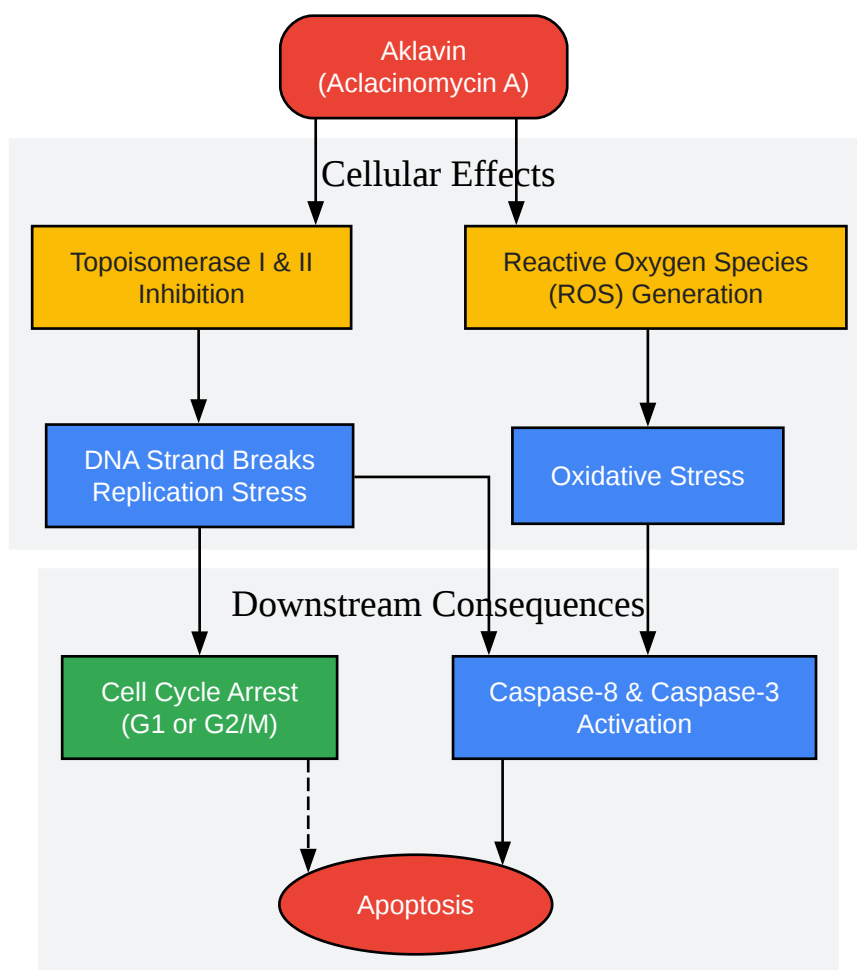 Aklavin
(Aclacinomycin A)
Cellular Effects
Topoisomerase I & II
Inhibition
Reactive Oxygen Species
(ROS) Generation
DNA Strand Breaks
Replication Stress
Oxidative Stress
Downstream Consequences
Cell Cycle Arrest
(G1 or G2/M)
Caspase-8 & Caspase-3
Activation
Apoptosis